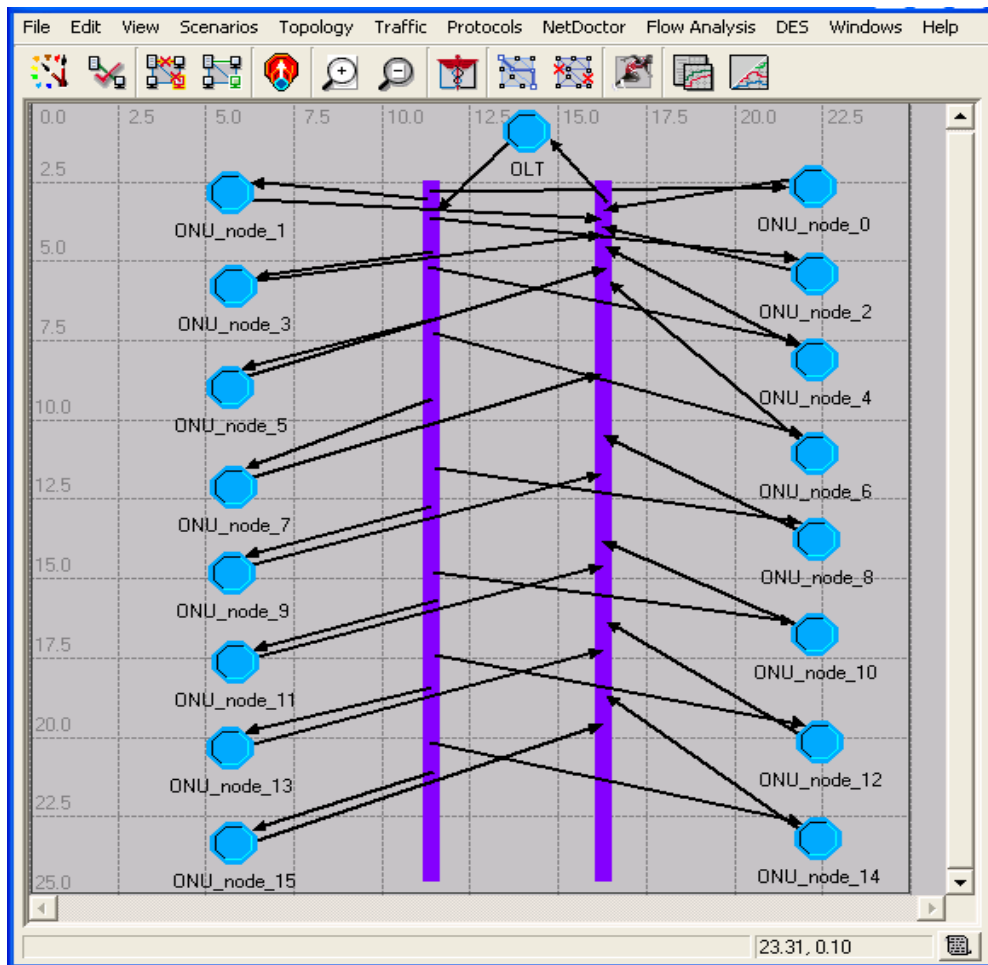 File Edit View Scenarios Topology Traffic Protocols NetDoctor Flow Analysis DES Windows Help
0.0 2.5 5.0 7.5 10.0 12.5 15.0 17.5 20.0 22.5
OLT
2.5
ONU_node_1 ONU_node_0
5.0
ONU_node_3 ONU_node_2
7.5
ONU_node_5 ONU_node_4
10.0
ONU_node_7 ONU_node_6
12.5
ONU_node_9 ONU_node_8
15.0
ONU_node_11 ONU_node_10
17.5
ONU_node_13 ONU_node_12
20.0
22.5
ONU_node_15 ONU_node_14
25.0
23.31, 0.10